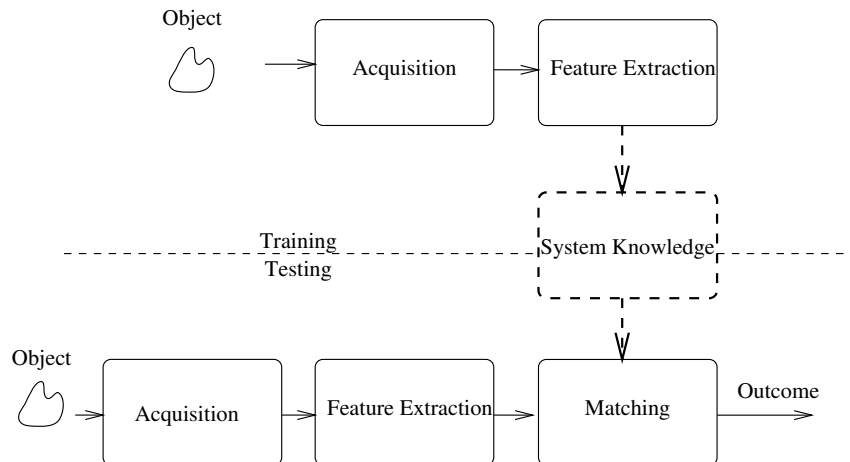 Object
Acquisition
Feature Extraction
System Knowledge
Training
Testing
Object
Acquisition
Feature Extraction
Matching
Outcome